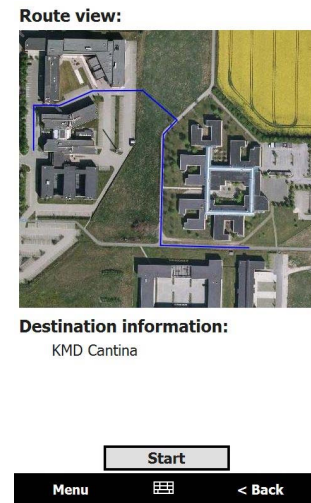 Route view:
Destination information:
KMD Cantina
Start
Menu
< Back